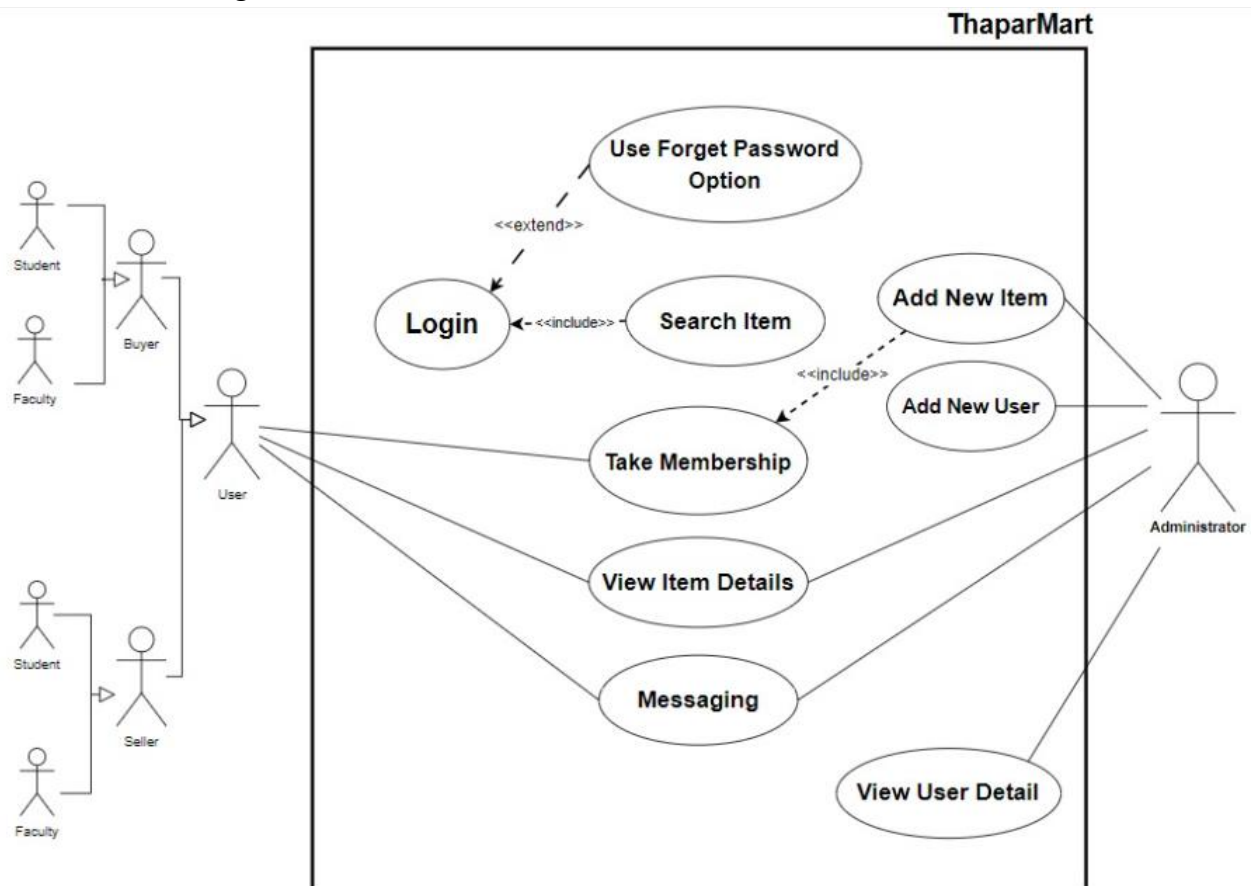 ThaparMart
Use Forget Password
Option
<<extend>>
Student
Login
<<include>>
Search Item
Add New Item
Buyer
<<include>>
Faculty
Add New User
Take Membership
User
Administrator
View Item Details
Student
Messaging
Seller
View User Detail
Faculty